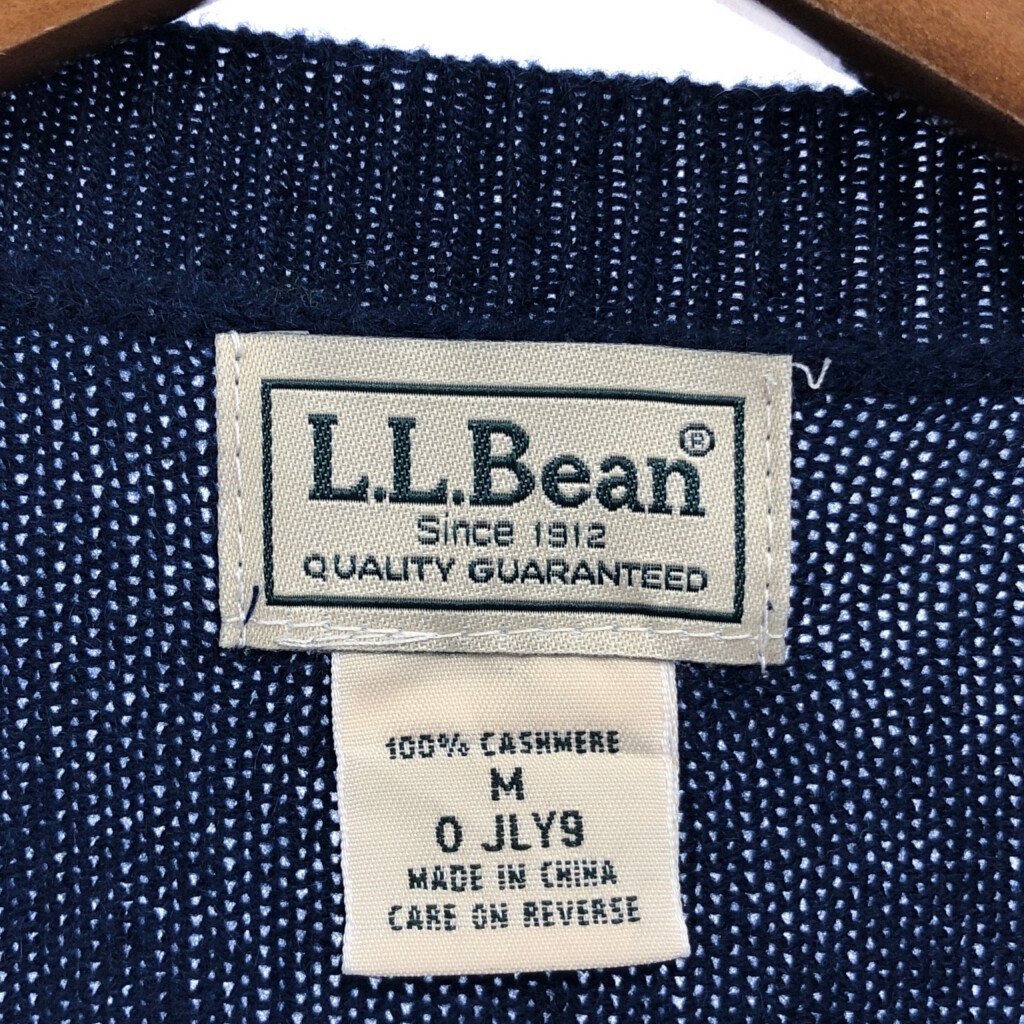 L.L.Bean®
Since 1912
QUALITY GUARANTEED
100% CASHMERE
M
0 JLY9
MADE IN CHINA
CARE ON REVERSE